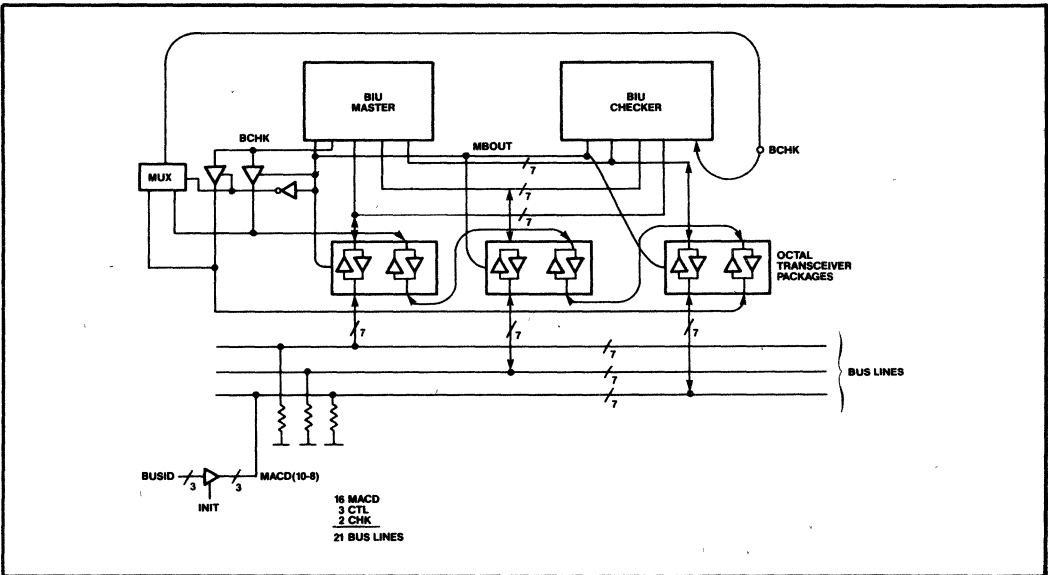 BIU
MASTER
BIU
CHECKER
BCHK
MBOUT
BCHK
MUX
7
7
7
OCTAL
TRANSCEIVER
PACKAGES
7
7
7
7
7
7
BUS LINES
BUSID
3
3
MACD(10-8)
INIT
16 MACD
3 CTL
2 CHK
21 BUS LINES